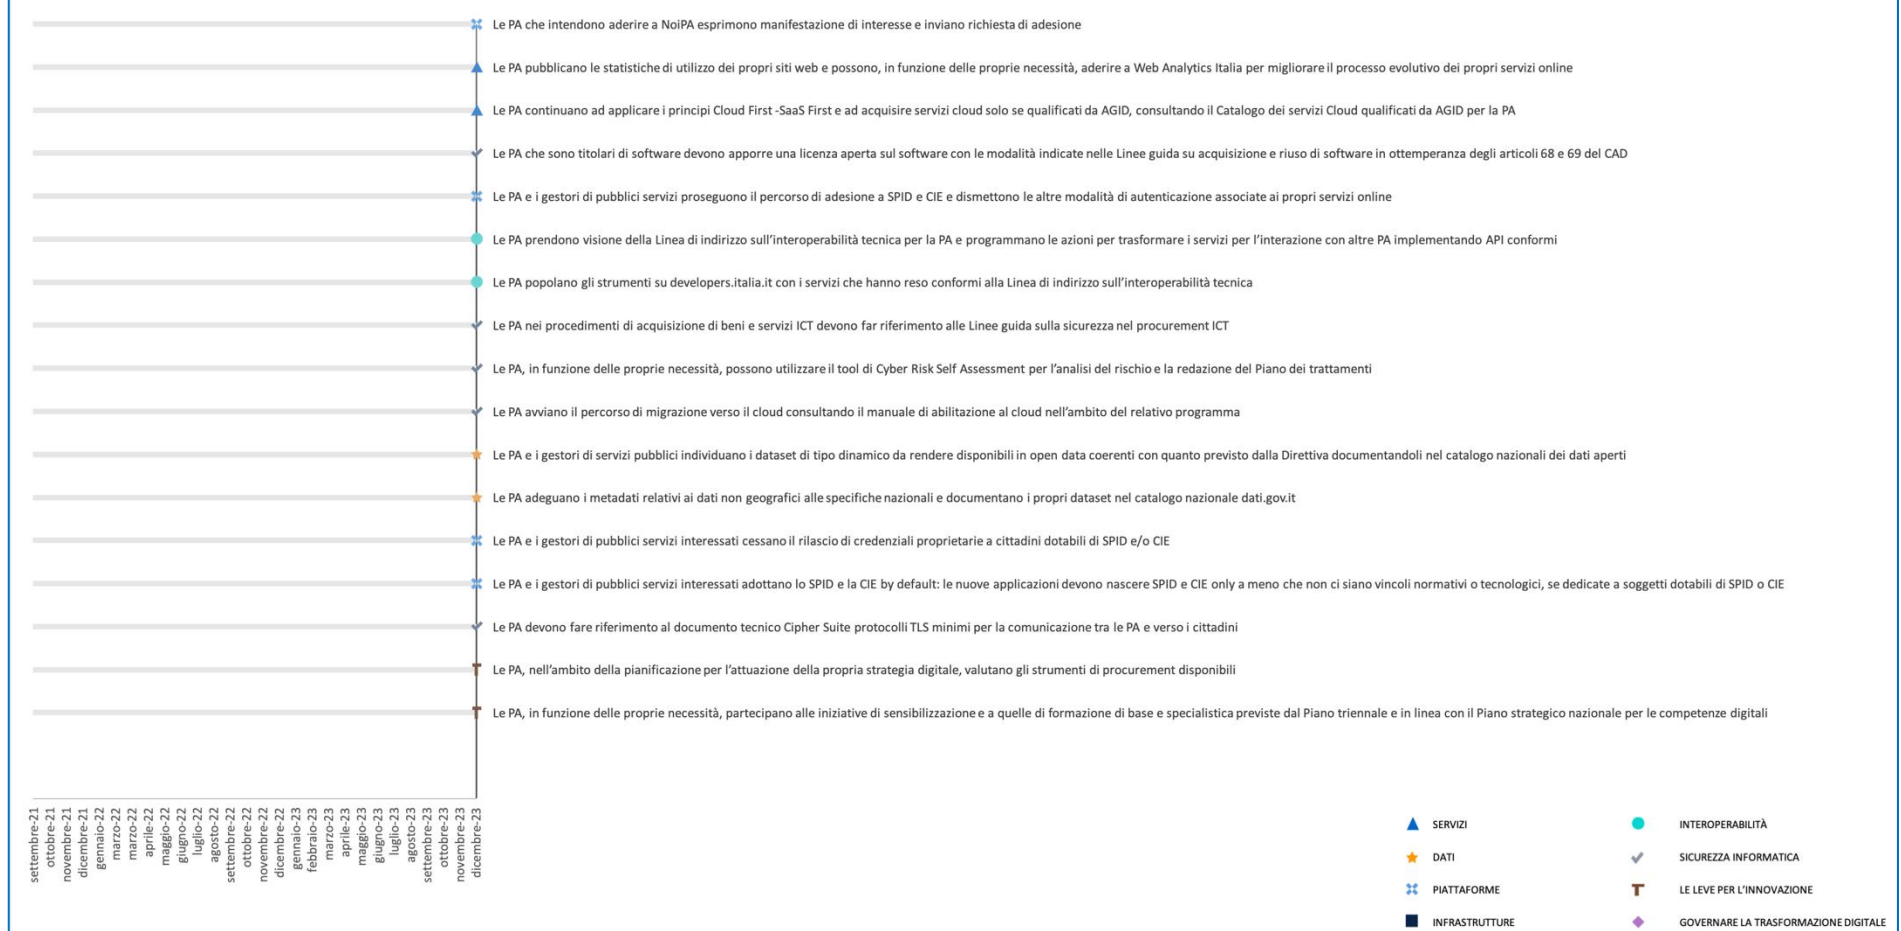 Le PA che intendono aderire a NoiPA esprimono manifestazione di interesse e inviano richiesta di adesione
Le PA pubblicano le statistiche di utilizzo dei propri siti web e possono, in funzione delle proprie necessità, aderire a Web Analytics Italia per migliorare il processo evolutivo dei propri servizi online
Le PA continuano ad applicare i principi Cloud First -SaaS First e ad acquisire servizi cloud solo se qualificati da AGID, consultando il Catalogo dei servizi Cloud qualificati da AGID per la PA
Le PA che sono titolari di software devono apporre una licenza aperta sul software con le modalità indicate nelle Linee guida su acquisizione e riuso di software in ottemperanza degli articoli 68 e 69 del CAD
Le PA e i gestori di pubblici servizi proseguono il percorso di adesione a SPID e CIE e dismettono le altre modalità di autenticazione associate ai propri servizi online
Le PA prendono visione della Linea di indirizzo sull'interoperabilità tecnica per la PA e programmano le azioni per trasformare i servizi per l'interazione con altre PA implementando API conformi
Le PA popolano gli strumenti su developers.italia.it con i servizi che hanno reso conformi alla Linea di indirizzo sull'interoperabilità tecnica
Le PA nei procedimenti di acquisizione di beni e servizi ICT devono far riferimento alle Linee guida sulla sicurezza nel procurement ICT
Le PA, in funzione delle proprie necessità, possono utilizzare il tool di Cyber Risk Self Assessment per l'analisi del rischio e la redazione del Piano dei trattamenti
Le PA avviano il percorso di migrazione verso il cloud consultando il manuale di abilitazione al cloud nell'ambito del relativo programma
Le PA e i gestori di servizi pubblici individuano i dataset di tipo dinamico da rendere disponibili in open data coerenti con quanto previsto dalla Direttiva documentandoli nel catalogo nazionali dei dati aperti
Le PA adeguano i metadati relativi ai dati non geografici alle specifiche nazionali e documentano i propri dataset nel catalogo nazionale dati.gov.it
Le PA e i gestori di pubblici servizi interessati cessano il rilascio di credenziali proprietarie a cittadini dotabili di SPID e/o CIE
Le PA e i gestori di pubblici servizi interessati adottano lo SPID e la CIE by default: le nuove applicazioni devono nascere SPID e CIE only a meno che non ci siano vincoli normativi o tecnologici, se dedicate a soggetti dotabili di SPID o CIE
Le PA devono fare riferimento al documento tecnico Cipher Suite protocolli TLS minimi per la comunicazione tra le PA e verso i cittadini
Le PA, nell'ambito della pianificazione per l'attuazione della propria strategia digitale, valutano gli strumenti di procurement disponibili
Le PA, in funzione delle proprie necessità, partecipano alle iniziative di sensibilizzazione e a quelle di formazione di base e specialistica previste dal Piano triennale e in linea con il Piano strategico nazionale per le competenze digitali
settembre-21
ottobre-21
novembre-21
dicembre-21
gennaio-22
marzo-22
marzo-22
aprile-22
maggio-22
giugno-22
luglio-22
agosto-22
settembre-22
ottobre-22
novembre-22
dicembre-22
gennaio-23
febbraio-23
marzo-23
aprile-23
maggio-23
giugno-23
luglio-23
agosto-23
settembre-23
ottobre-23
novembre-23
dicembre-23
SERVIZI
DATI
PIATTAFORME
INFRASTRUTTURE
INTEROPERABILITÀ
SICUREZZA INFORMATICA
LE LEVE PER L'INNOVAZIONE
GOVERNARE LA TRASFORMAZIONE DIGITALE